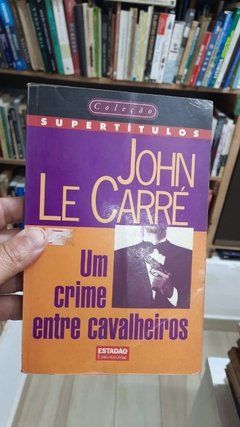 Coleção
SUPERTÍTULOS
JOHN
LE CARRÉ
Um
crime
entre cavalheiros
ESTADÃO